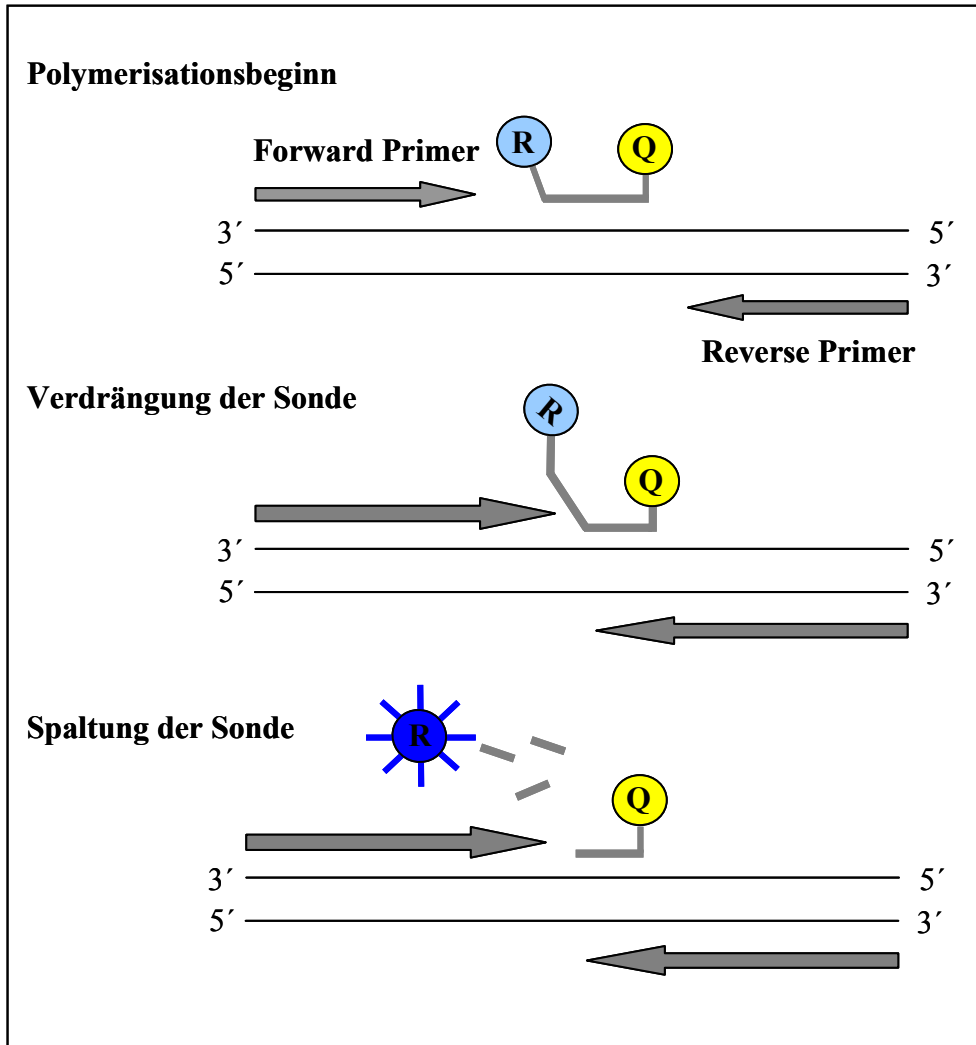 Polymerisationsbeginn
Forward Primer
R
Q
3´ 5´
5´ 3´
Reverse Primer
Verdrängung der Sonde
R
Q
3´ 5´
5´ 3´
Spaltung der Sonde
R
Q
3´ 5´
5´ 3´